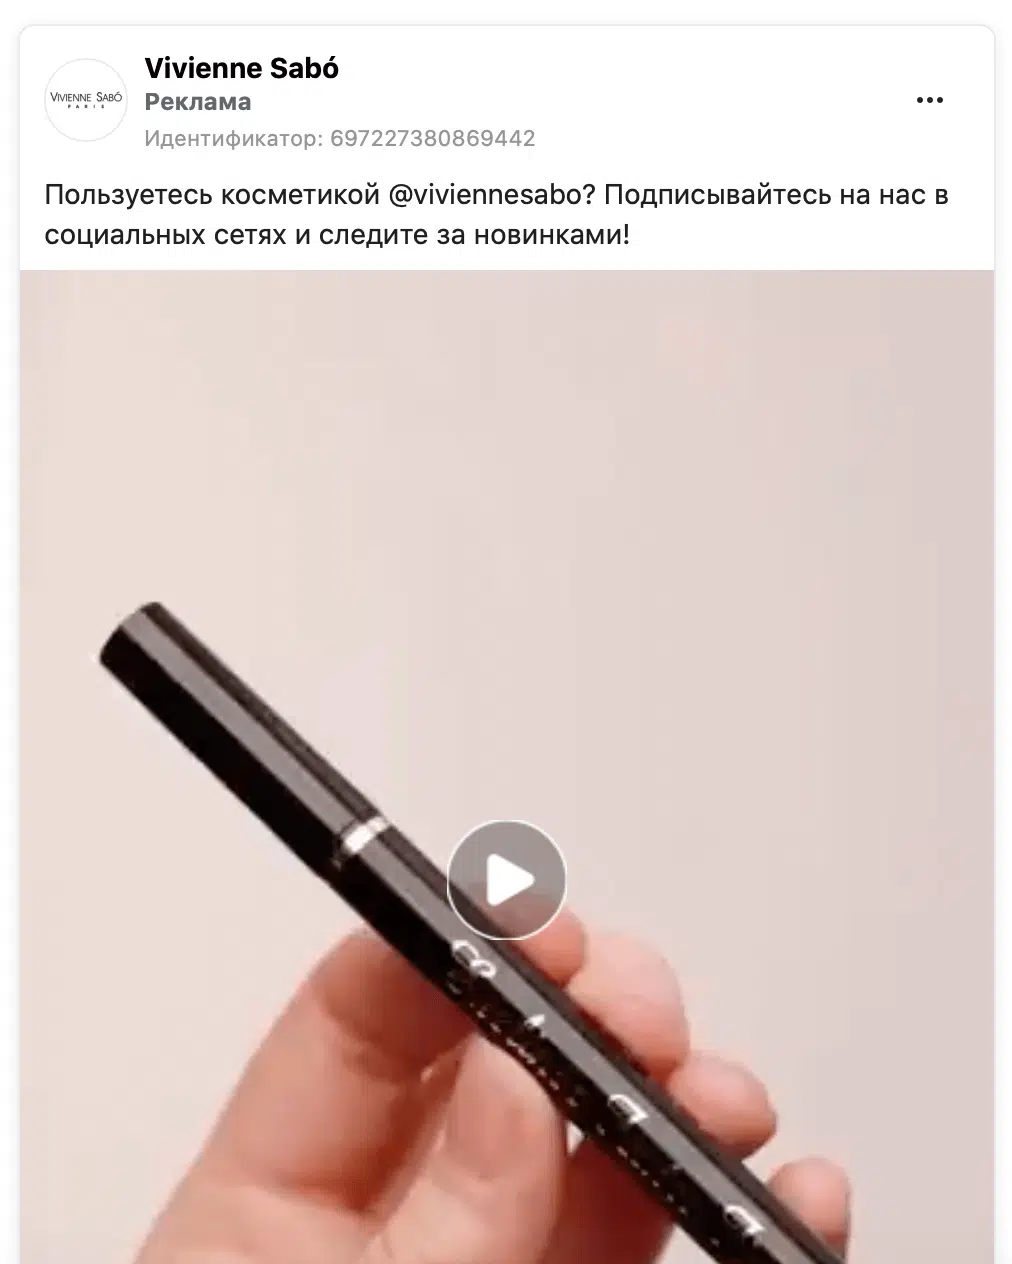 Vivienne Sabó
VIVIENNE SABÓ
PARIS
Реклама
Идентификатор: 697227380869442
Пользуетесь косметикой @viviennesabo? Подписывайтесь на нас в
социальных сетях и следите за новинками!